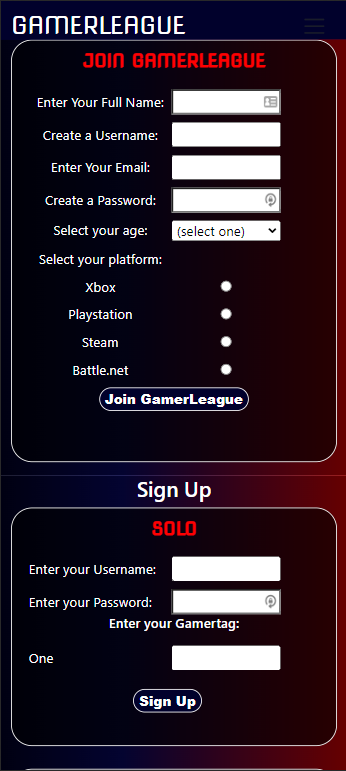 GAMERLEAGUE
JOIN GAMERLEAGUE
Enter Your Full Name:
Create a Username:
Enter Your Email:
Create a Password:
Select your age: (select one)
Select your platform:
Xbox
Playstation
Steam
Battle.net
Join GamerLeague
Sign Up
SOLO
Enter your Username:
Enter your Password:
Enter your Gamertag:
One
Sign Up